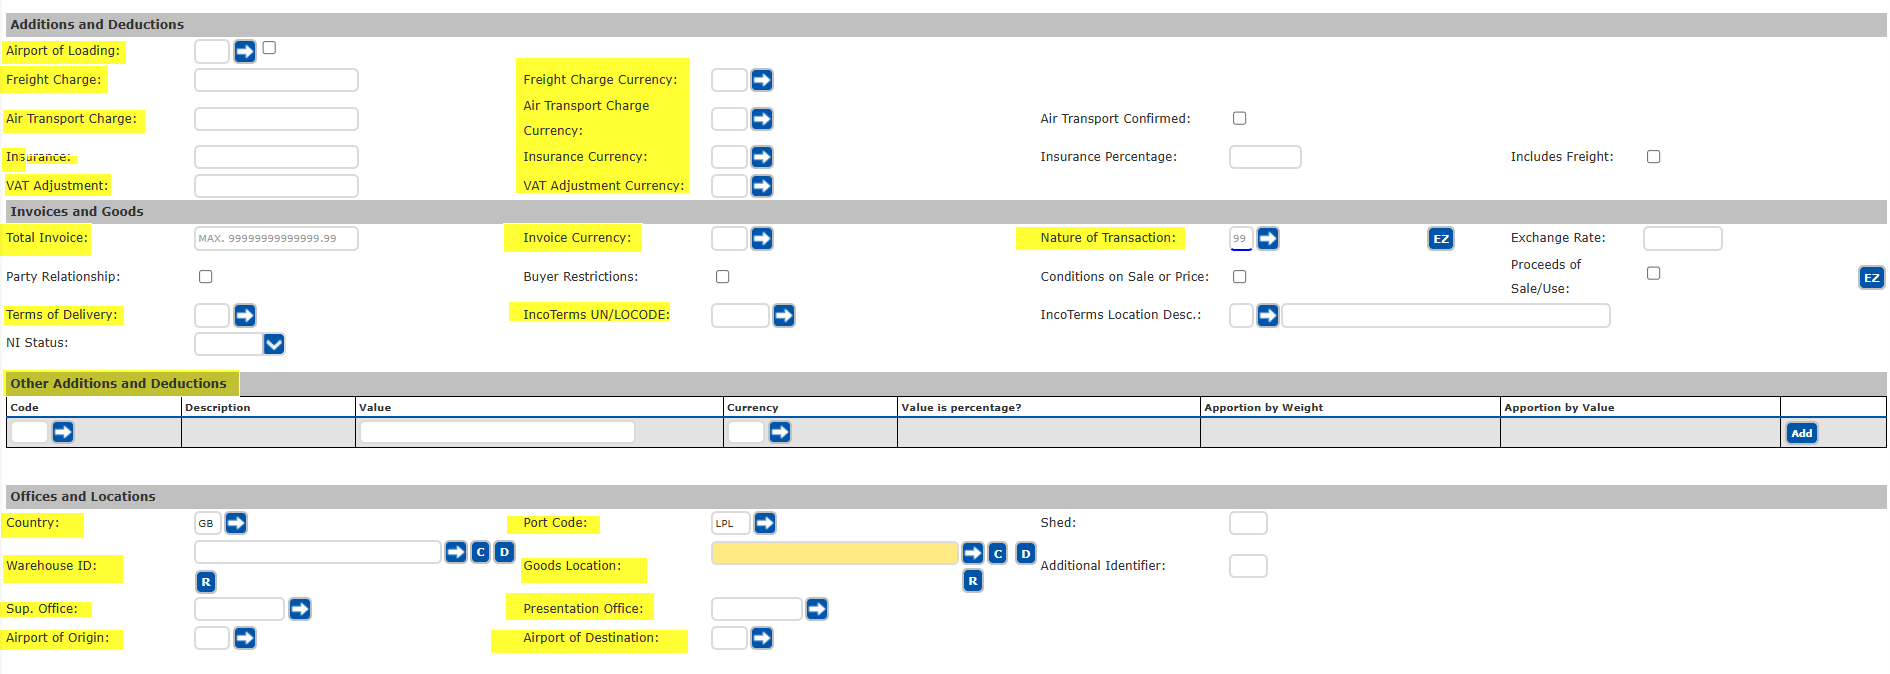 Additions and Deductions
Airport of Loading:
Freight Charge: Freight Charge Currency:
Air Transport Charge: Air Transport Charge Currency: Air Transport Confirmed:
Insurance: Insurance Currency: Insurance Percentage: Includes Freight:
VAT Adjustment: VAT Adjustment Currency:
Invoices and Goods
Total Invoice: MAX. 99999999999999.99 Invoice Currency: Nature of Transaction: 99 EZ Exchange Rate:
Party Relationship: Buyer Restrictions: Conditions on Sale or Price: Proceeds of Sale/Use: EZ
Terms of Delivery: IncoTerms UN/LOCODE: IncoTerms Location Desc.:
NI Status:
Other Additions and Deductions
Code Description Value Currency Value is percentage? Apportion by Weight Apportion by Value
Add
Offices and Locations
Country: GB Port Code: LPL Shed:
Warehouse ID: C D R Goods Location: C D R Additional Identifier:
Sup. Office: Presentation Office:
Airport of Origin: Airport of Destination: